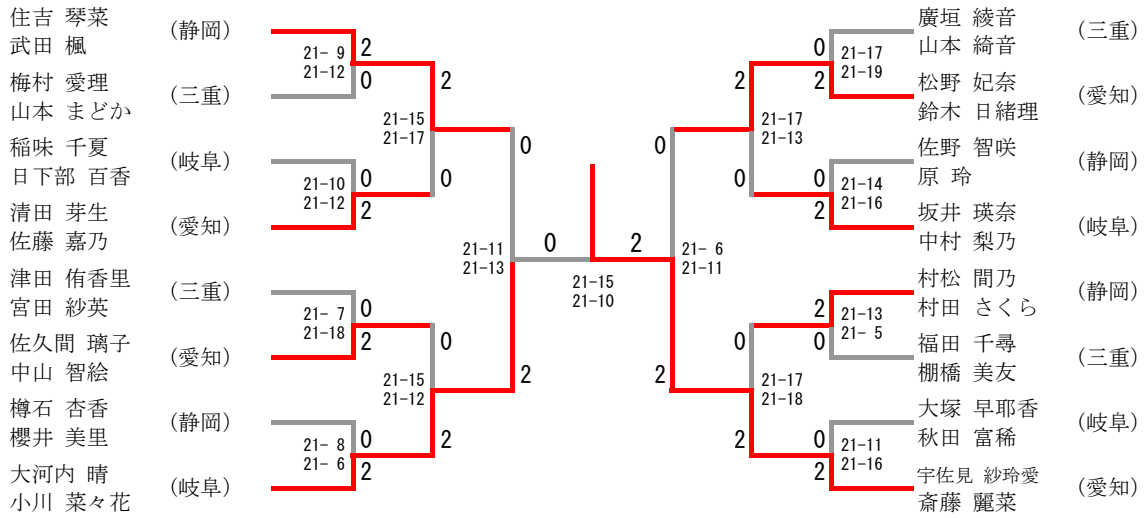 住吉 琴菜
武田 楓
(静岡)
21- 9
21-12
2
0
梅村 愛理
山本 まどか
(三重)
2
21-15
21-17
0
稲味 千夏
日下部 百香
(岐阜)
21-10
21-12
0
2
清田 芽生
佐藤 嘉乃
(愛知)
0
21-11
21-13
2
津田 侑香里
宮田 紗英
(三重)
21- 7
21-18
0
2
佐久間 璃子
中山 智絵
(愛知)
0
21-15
21-12
2
樽石 杏香
櫻井 美里
(静岡)
21- 8
21- 6
0
2
大河内 晴
小川 菜々花
(岐阜)
0
2
21-15
21-10
廣垣 綾音
山本 綺音
(三重)
0
2
21-17
21-19
松野 妃奈
鈴木 日緒理
(愛知)
2
21-17
21-13
0
佐野 智咲
原 玲
(静岡)
0
2
21-14
21-16
坂井 瑛奈
中村 梨乃
(岐阜)
0
21- 6
21-11
2
村松 間乃
村田 さくら
(静岡)
2
0
21-13
21- 5
福田 千尋
棚橋 美友
(三重)
0
21-17
21-18
2
大塚 早耶香
秋田 富稀
(岐阜)
0
2
21-11
21-16
宇佐見 紗玲愛
斎藤 麗菜
(愛知)